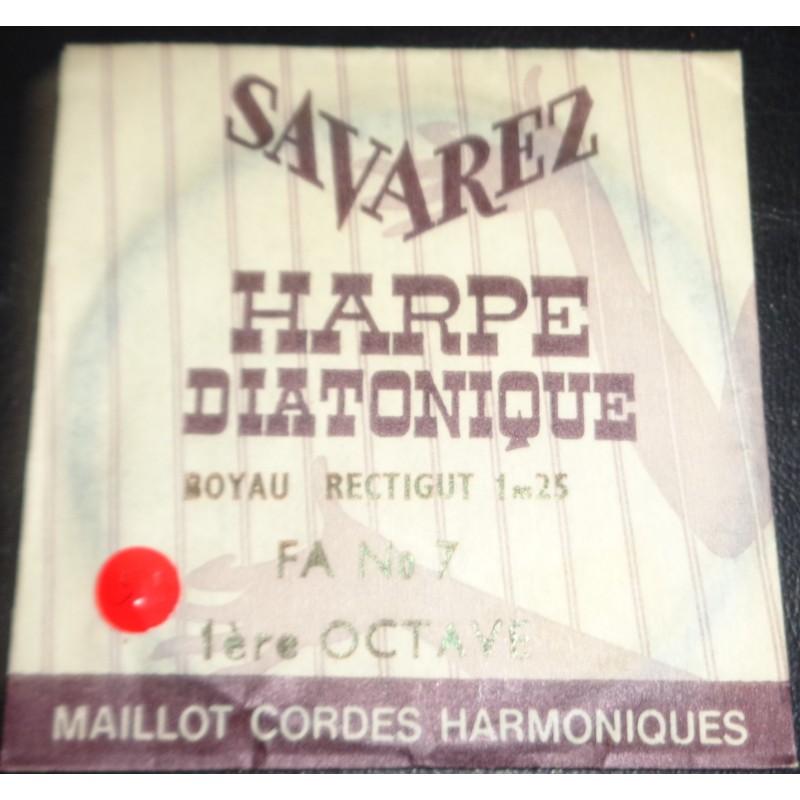 SAVAREZ
HARPE
DIATONIQUE
BOYAU RECTIGUT 1m25
FA No 7
1ère OCTAVE
MAILLOT CORDES HARMONIQUES